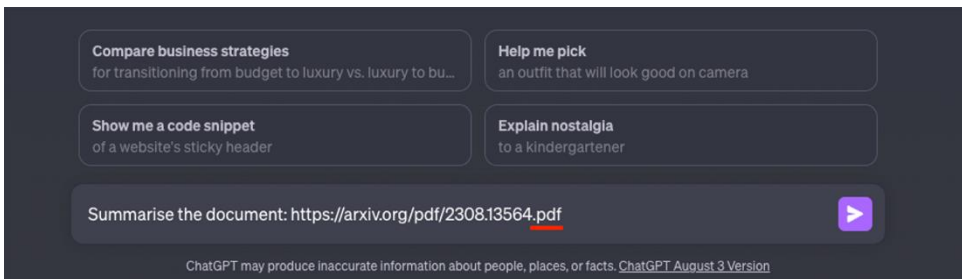 Compare business strategies
for transitioning from budget to luxury vs. luxury to bu...
Help me pick
an outfit that will look good on camera
Show me a code snippet
of a website's sticky header
Explain nostalgia
to a kindergartener
Summarise the document: https://arxiv.org/pdf/2308.13564.pdf
ChatGPT may produce inaccurate information about people, places, or facts. ChatGPT August 3 Version